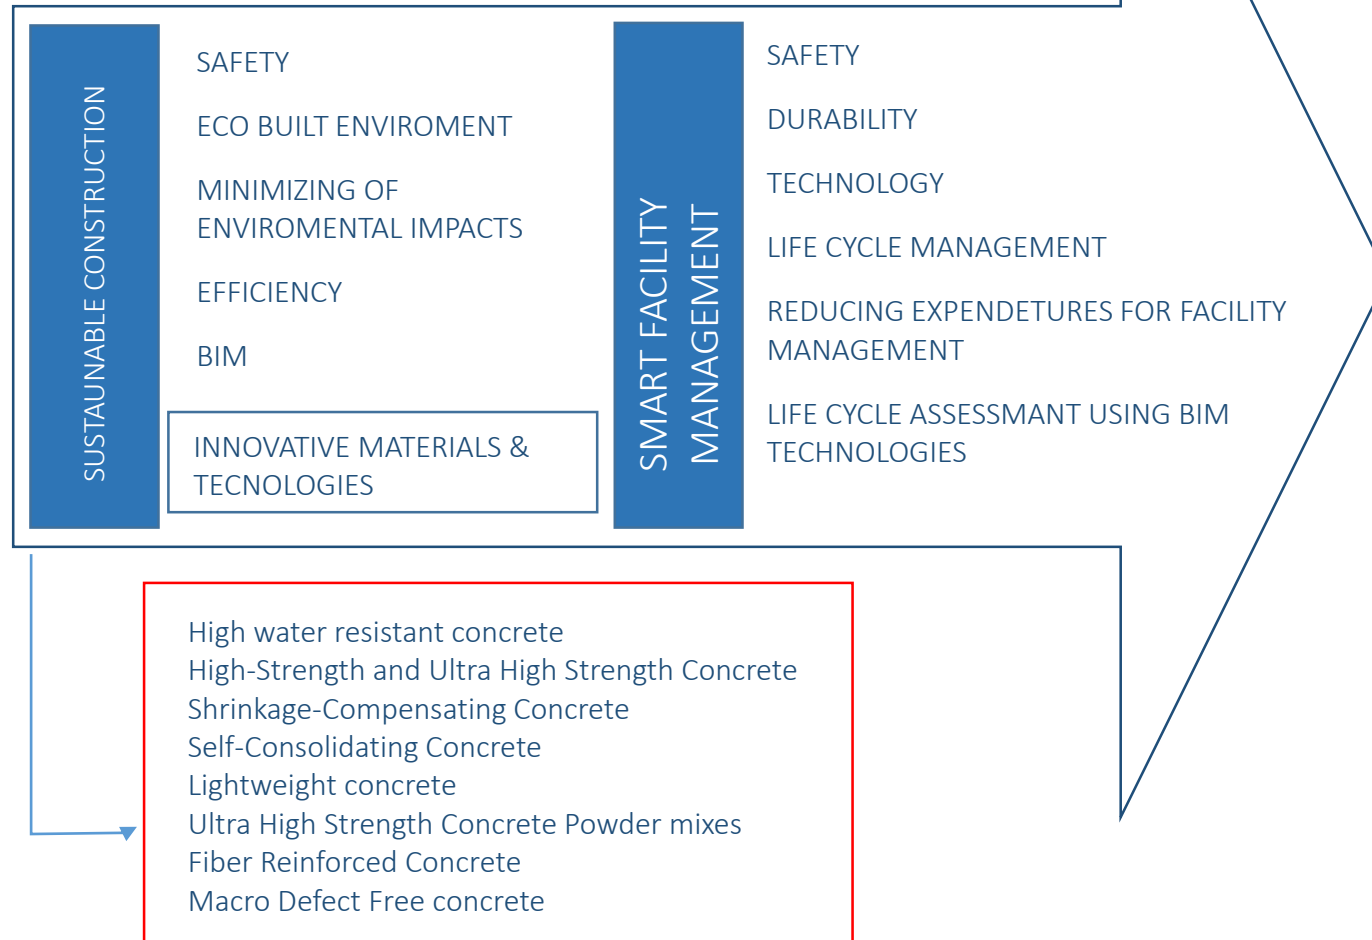 SUSTAUNABLE CONSTRUCTION
SAFETY
ECO BUILT ENVIROMENT
MINIMIZING OF
ENVIROMENTAL IMPACTS
EFFICIENCY
BIM
INNOVATIVE MATERIALS &
TECNOLOGIES
SMART FACILITY
MANAGEMENT
SAFETY
DURABILITY
TECHNOLOGY
LIFE CYCLE MANAGEMENT
REDUCING EXPENDETURES FOR FACILITY
MANAGEMENT
LIFE CYCLE ASSESSMANT USING BIM
TECHNOLOGIES
High water resistant concrete
High-Strength and Ultra High Strength Concrete
Shrinkage-Compensating Concrete
Self-Consolidating Concrete
Lightweight concrete
Ultra High Strength Concrete Powder mixes
Fiber Reinforced Concrete
Macro Defect Free concrete